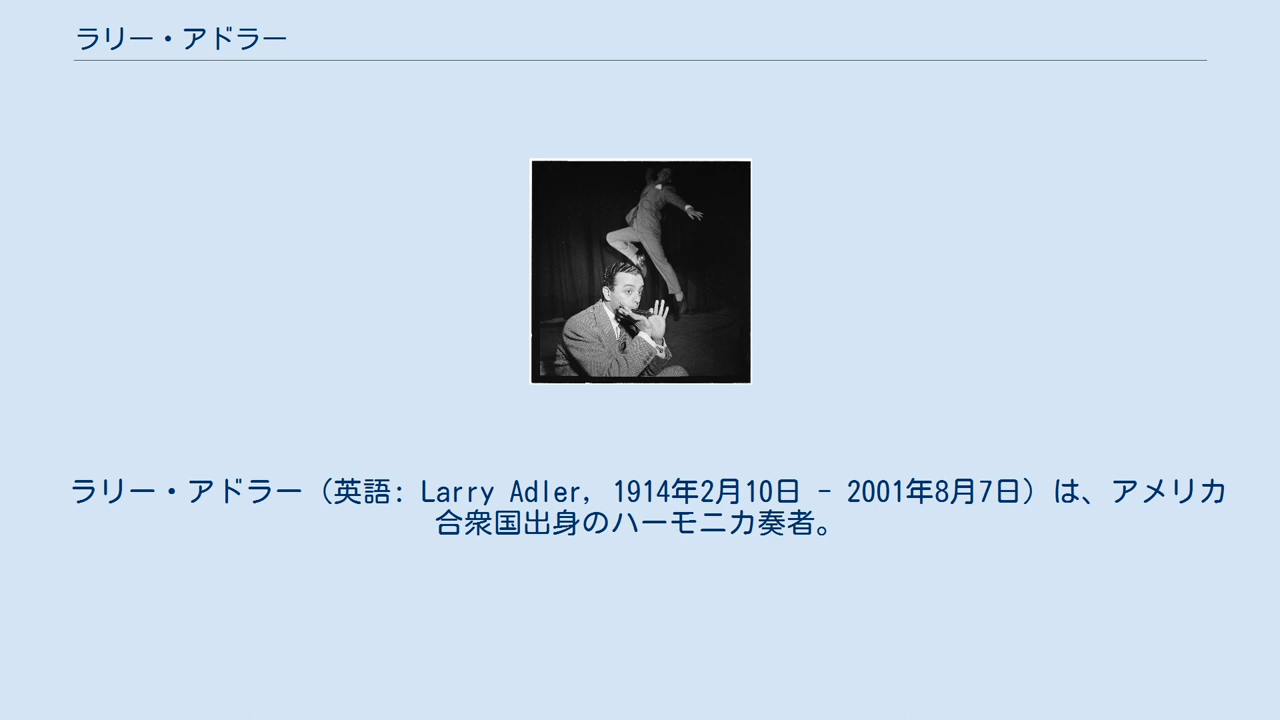 ラリー・アドラー
ラリー・アドラー（英語: Larry Adler, 1914年2月10日 - 2001年8月7日）は、アメリカ
合衆国出身のハーモニカ奏者。